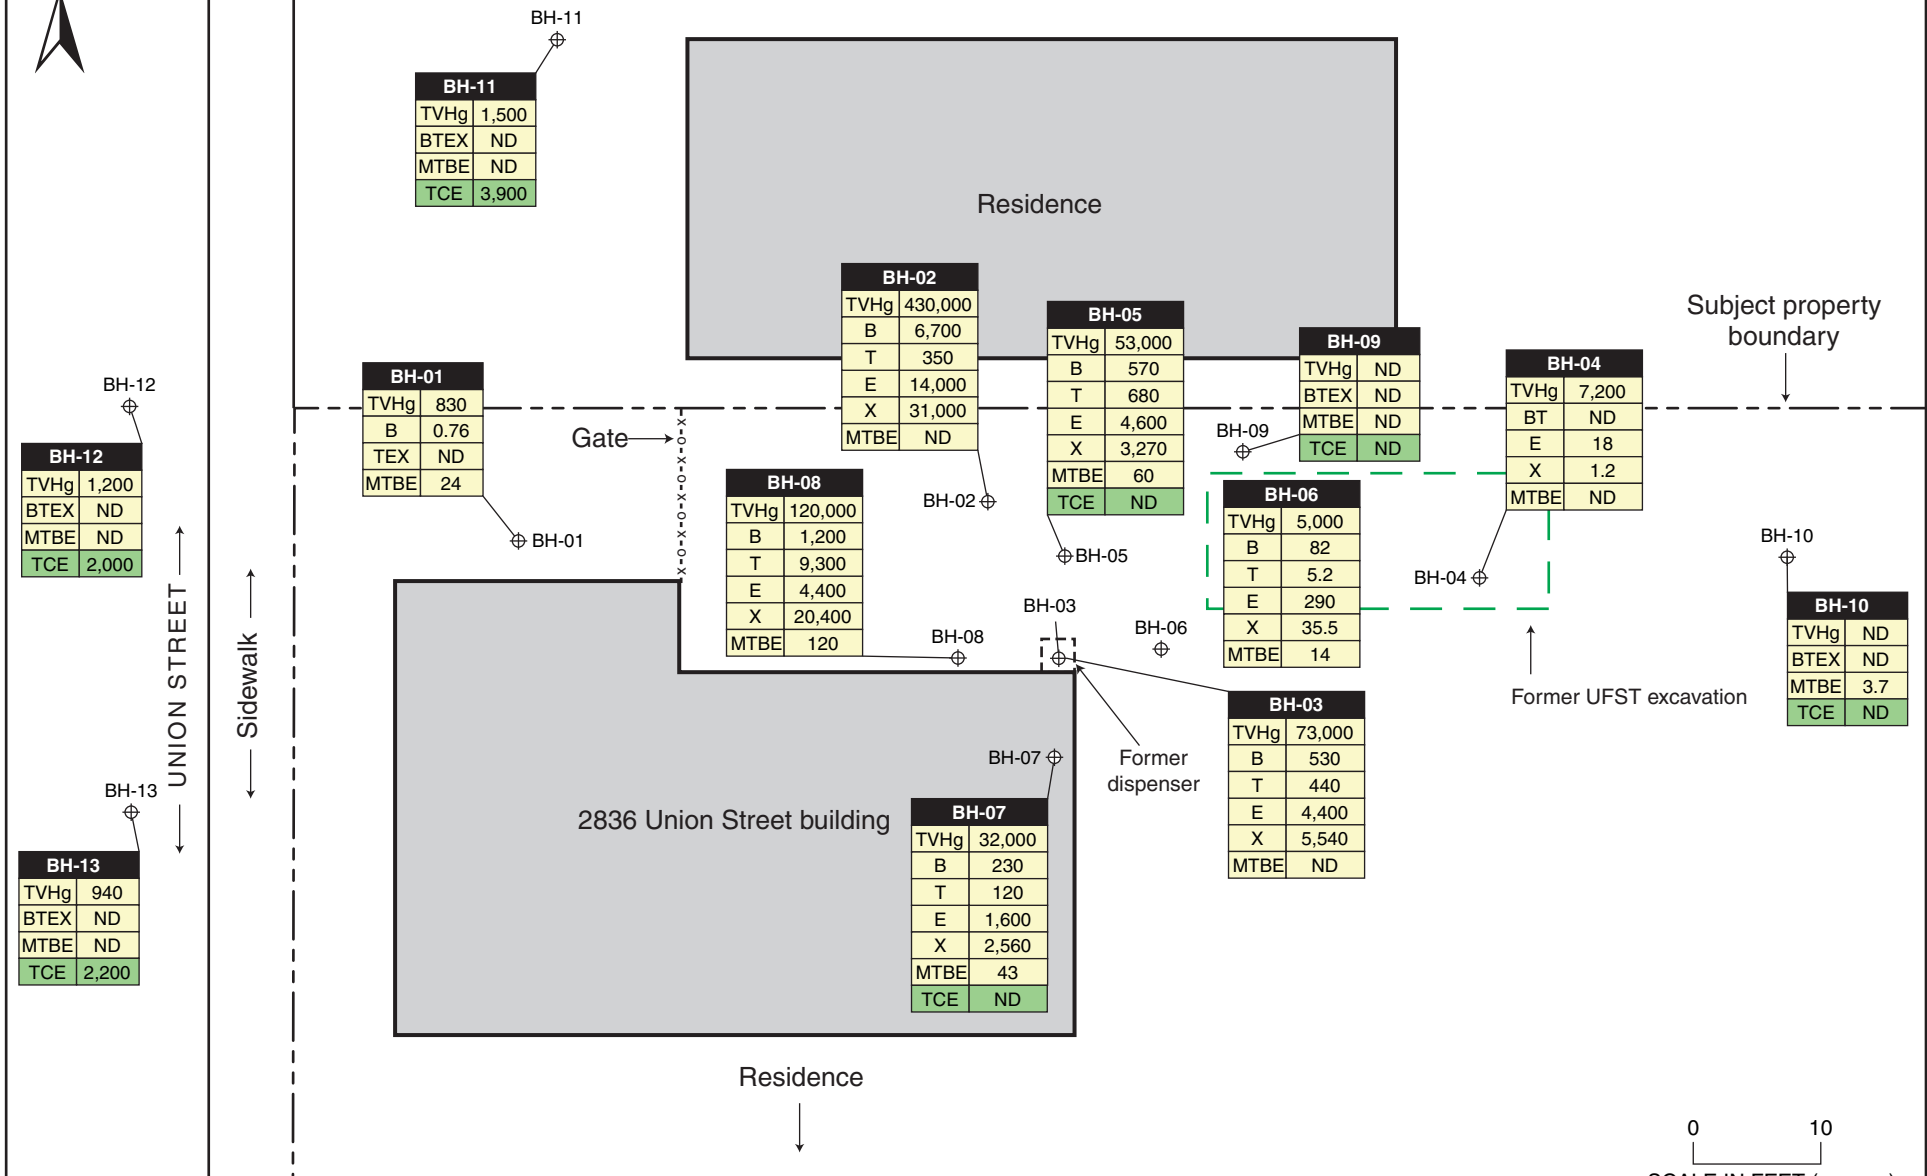 BH-11
BH-11
TVHg 1,500
BTEX ND
MTBE ND
TCE 3,900
Residence
BH-02
TVHg 430,000
B 6,700
T 350
E 14,000
X 31,000
MTBE ND
BH-05
TVHg 53,000
B 570
T 680
E 4,600
X 3,270
MTBE 60
TCE ND
BH-09
TVHg ND
BTEX ND
MTBE ND
TCE ND
BH-04
TVHg 7,200
BT ND
E 18
X 1.2
MTBE ND
Subject property
boundary
BH-12
BH-12
TVHg 1,200
BTEX ND
MTBE ND
TCE 2,000
BH-01
TVHg 830
B 0.76
TEX ND
MTBE 24
BH-01
Gate
x o x o x o x o x o x
BH-08
TVHg 120,000
B 1,200
T 9,300
E 4,400
X 20,400
MTBE 120
BH-02
BH-05
BH-09
BH-06
TVHg 5,000
B 82
T 5.2
E 290
X 35.5
MTBE 14
BH-04
BH-10
BH-10
TVHg ND
BTEX ND
MTBE 3.7
TCE ND
UNION STREET
Sidewalk
BH-03
BH-08
BH-06
Former UFST excavation
BH-03
TVHg 73,000
B 530
T 440
E 4,400
X 5,540
MTBE ND
Former
dispenser
BH-07
2836 Union Street building
BH-07
TVHg 32,000
B 230
T 120
E 1,600
X 2,560
MTBE 43
TCE ND
BH-13
BH-13
TVHg 940
BTEX ND
MTBE ND
TCE 2,200
Residence
0 10
SCALE IN FEET